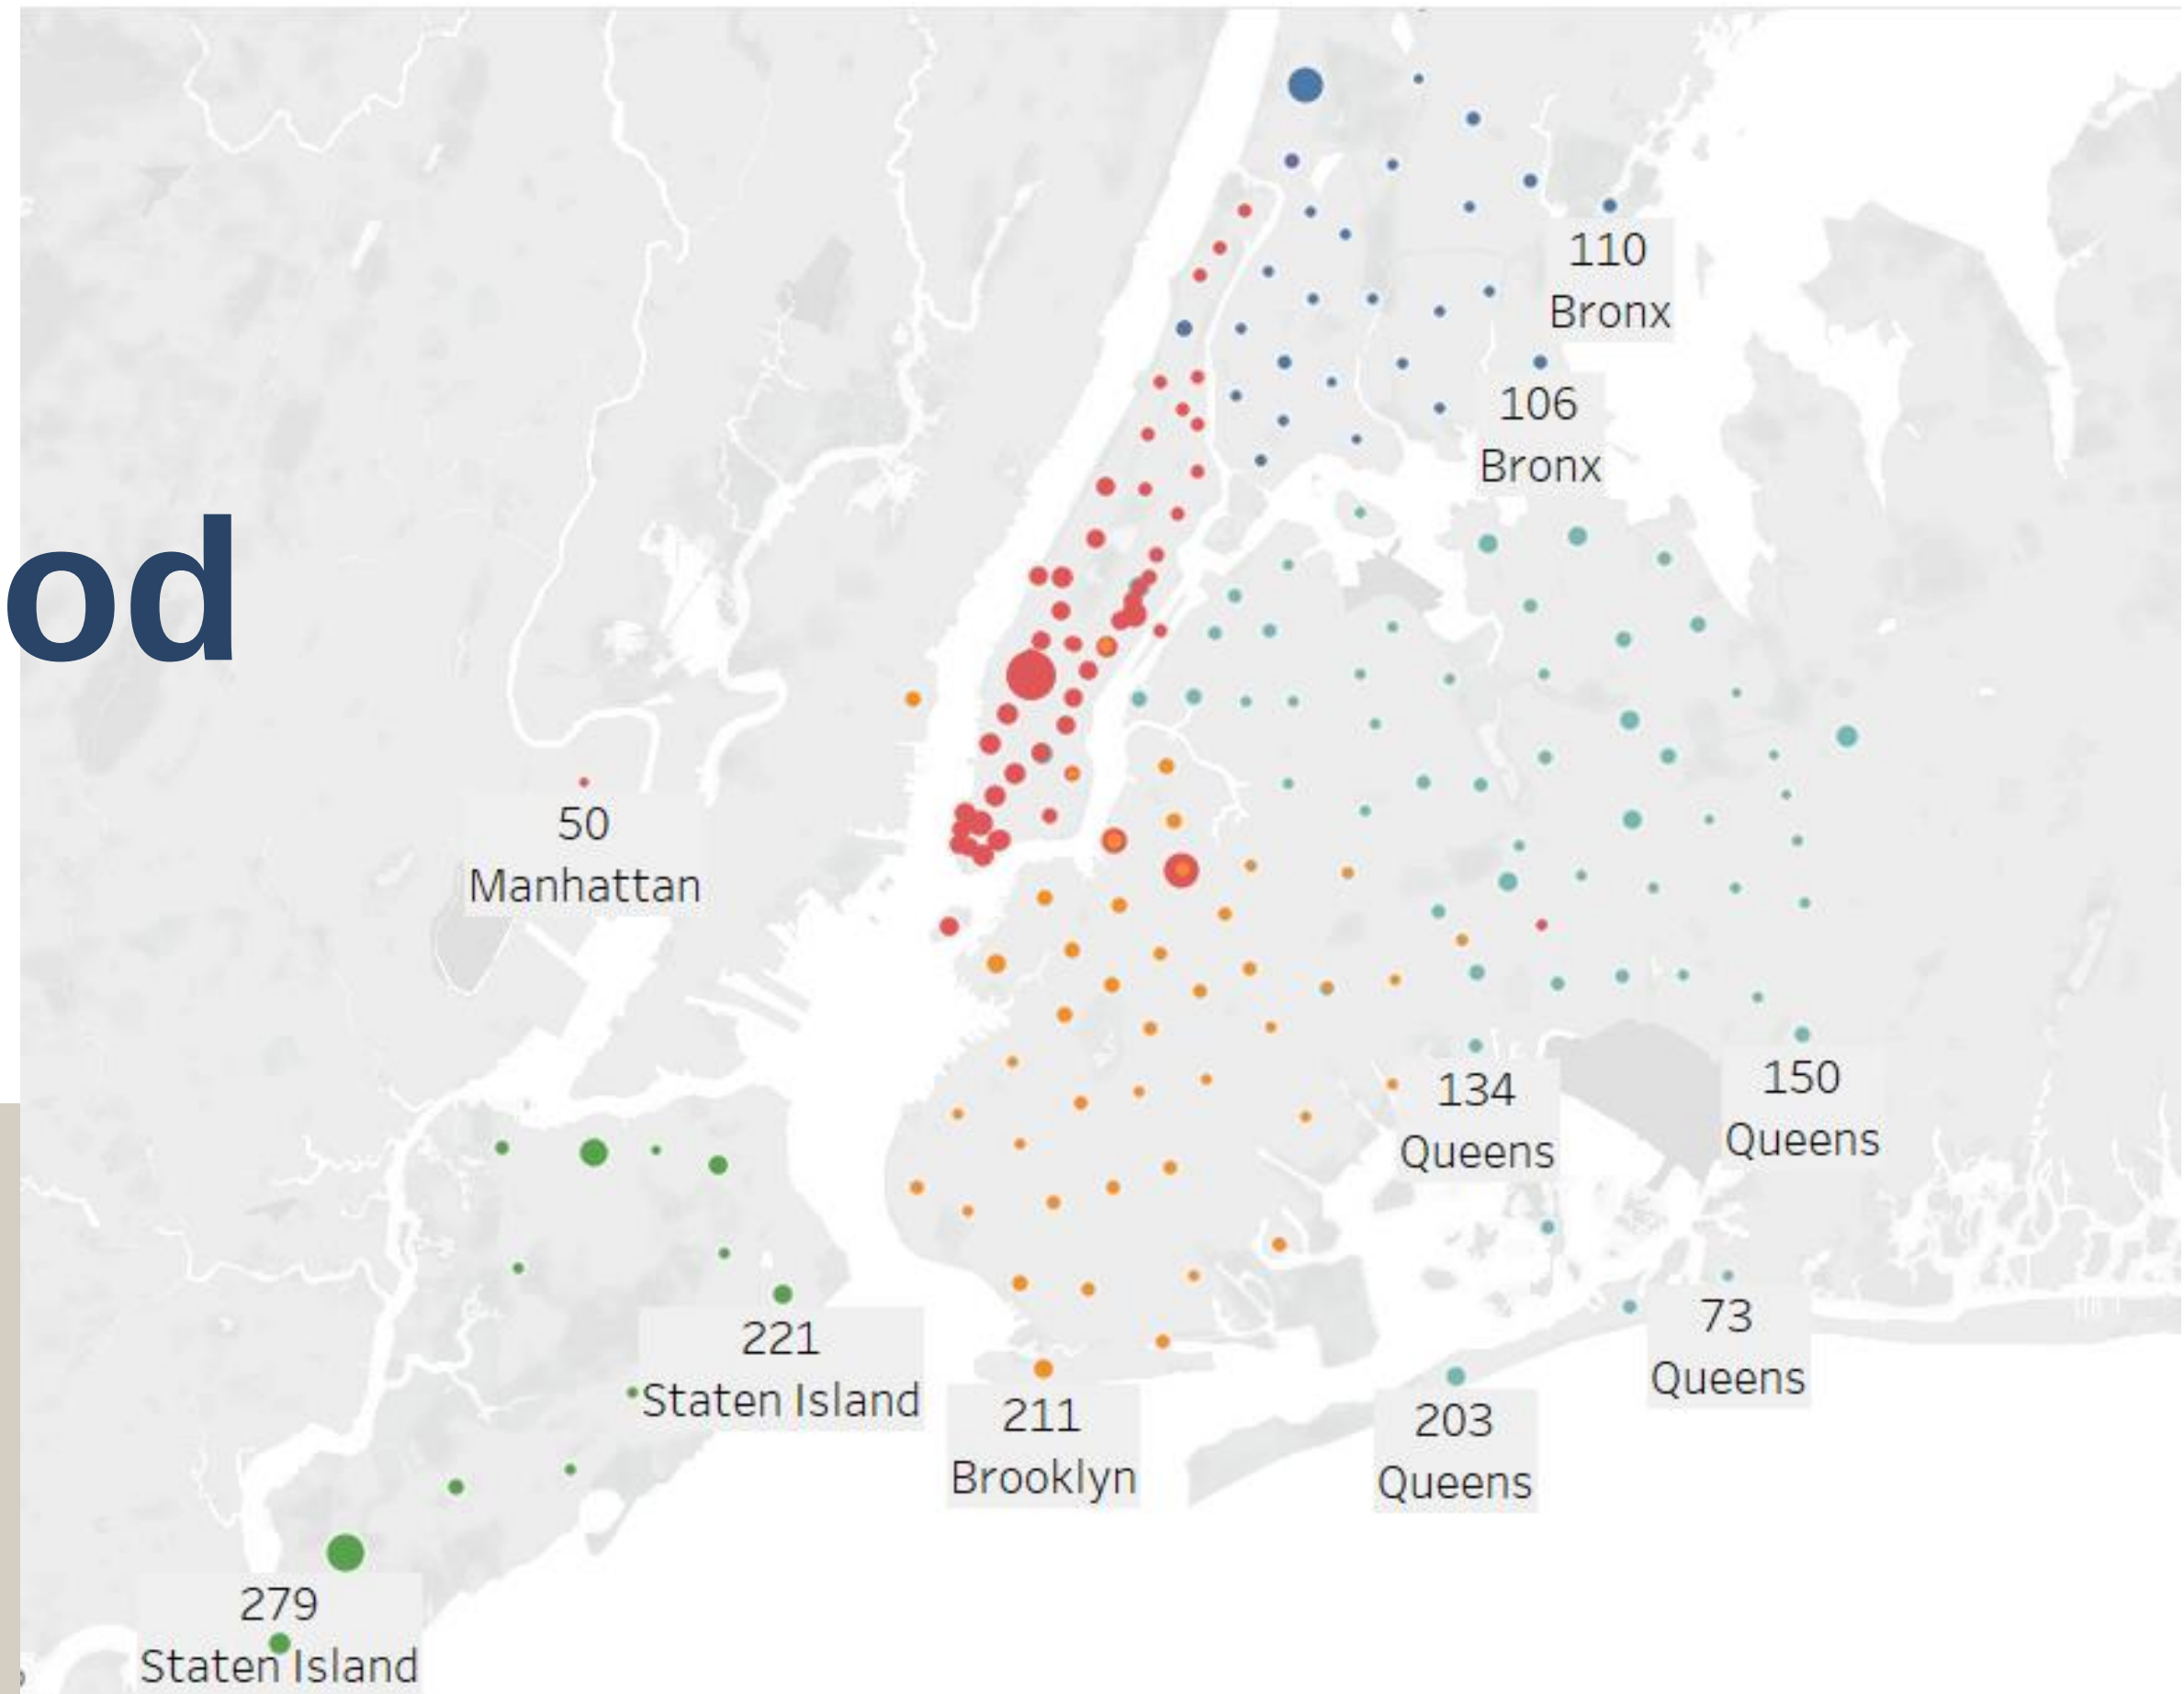 od
110
Bronx
106
Bronx
50
Manhattan
134
Queens
150
Queens
73
Queens
221
Staten Island
211
Brooklyn
203
Queens
279
Staten Island